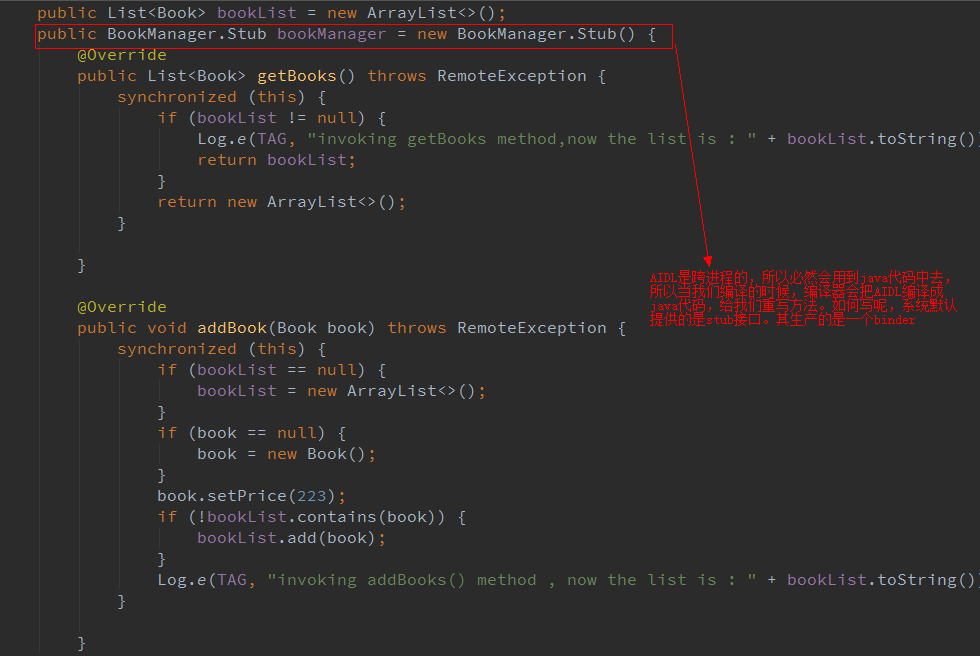 public List<Book> bookList = new ArrayList<>();
public BookManager.Stub bookManager = new BookManager.Stub() {
@Override
public List<Book> getBooks() throws RemoteException {
synchronized (this) {
if (bookList != null) {
Log.e(TAG, "invoking getBooks method,now the list is : " + bookList.toString())
return bookList;
}
return new ArrayList<>();
}
}
AIDL是跨进程的，所以必然会用到java代码中去，
所以当我们编译的时候，编译器会把AIDL编译成
java代码，给我们重写方法。如何写呢，系统默认
提供的是stub接口。其生产的是一个binder
@Override
public void addBook(Book book) throws RemoteException {
synchronized (this) {
if (bookList == null) {
bookList = new ArrayList<>();
}
if (book == null) {
book = new Book();
}
book.setPrice(223);
if (!bookList.contains(book)) {
bookList.add(book);
}
Log.e(TAG, "invoking addBooks() method , now the list is : " + bookList.toString())
}
}